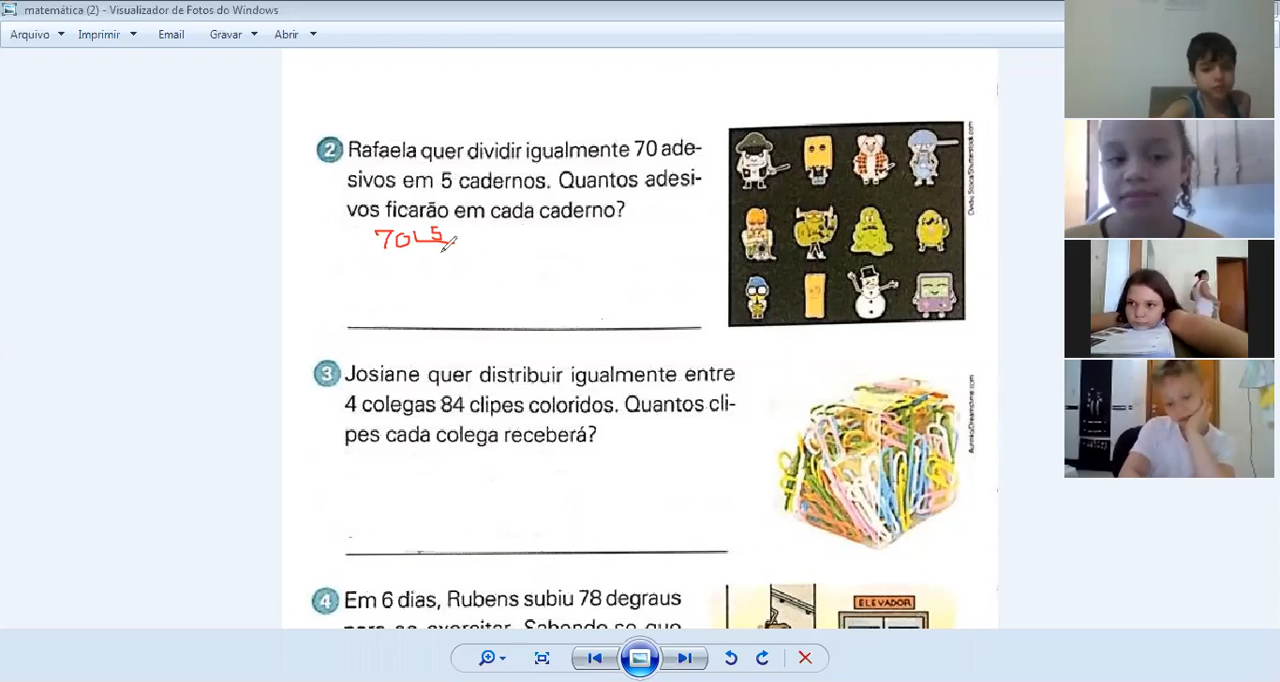 matemática (2) - Visualizador de Fotos do Windows
Arquivo Imprimir Email Gravar Abrir
2 Rafaela quer dividir igualmente 70 ade-
sivos em 5 cadernos. Quantos adesi-
vos ficarão em cada caderno?
70 5
3 Josiane quer distribuir igualmente entre
4 colegas 84 clipes coloridos. Quantos cli-
pes cada colega receberá?
4 Em 6 dias, Rubens subiu 78 degraus
ELEVADOR